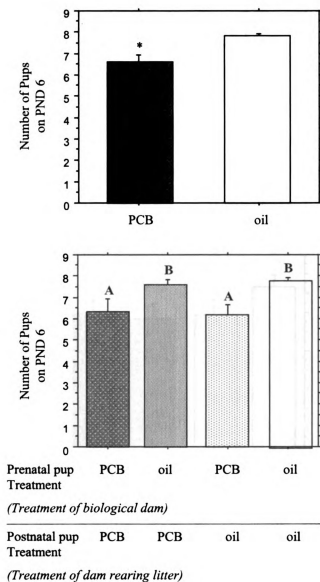 9
8
7
6
5
4
3
2
1
0
Number of Pups
on PND 6
*
PCB oil
9
8
7
6
5
4
3
2
1
0
Number of Pups
on PND 6
A B A B
Prenatal pup PCB oil PCB oil
Treatment
(Treatment of biological dam)
Postnatal pup PCB PCB oil oil
Treatment
(Treatment of dam rearing litter)